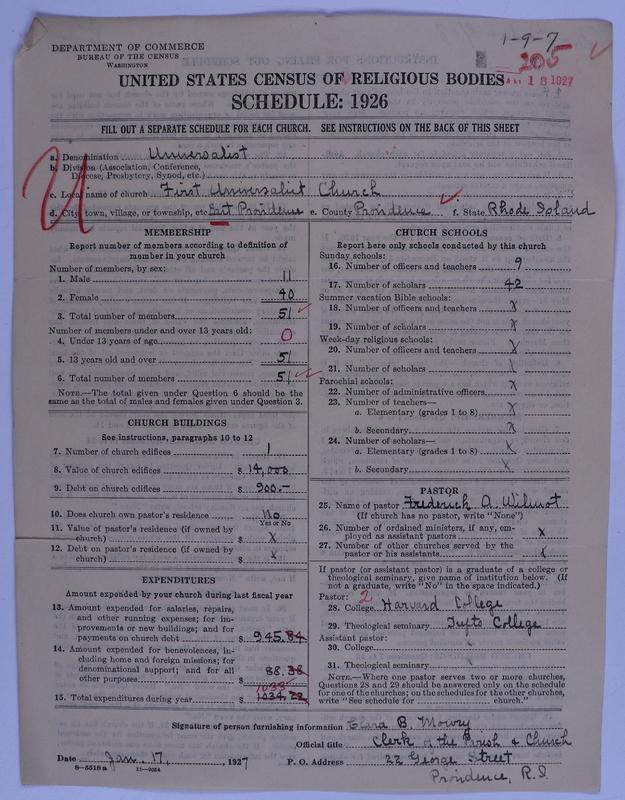 1-9-7
DEPARTMENT OF COMMERCE
BUREAU OF THE CENSUS
WASHINGTON
205
JAN 18 1927
UNITED STATES CENSUS OF RELIGIOUS BODIES
SCHEDULE: 1926
FILL OUT A SEPARATE SCHEDULE FOR EACH CHURCH. SEE INSTRUCTIONS ON THE BACK OF THIS SHEET
U
a. Denomination Universalist
b. Division (Association, Conference, Diocese, Presbytery, Synod, etc.)
c. Local name of church First Universalist Church
d. City, town, village, or township, etc. East Providence e. County Providence f. State Rhode Island
MEMBERSHIP
Report number of members according to definition of
member in your church
Number of members, by sex:
1. Male 11
2. Female 40
3. Total number of members 51
Number of members under and over 13 years old:
4. Under 13 years of age 0
5. 13 years old and over 51
6. Total number of members 51
NOTE.—The total given under Question 6 should be
same as the total of males and females given under Question 3.
CHURCH BUILDINGS
See instructions, paragraphs 10 to 12
7. Number of church edifices 1
8. Value of church edifices $ 14,000
9. Debt on church edifices $ 900.—
10. Does church own pastor's residence No
Yes or No
11. Value of pastor's residence (if owned by
church) $ X
12. Debt on pastor's residence (if owned by
church) $ X
EXPENDITURES
Amount expended by your church during last fiscal year
13. Amount expended for salaries, repairs,
and other running expenses; for im-
provements or new buildings; and for
payments on church debt $ 945.84
14. Amount expended for benevolences, in-
cluding home and foreign missions; for
denominational support; and for all
other purposes $ 88.38
1035
15. Total expenditures during year $ 1034.22
CHURCH SCHOOLS
Report here only schools conducted by this church
Sunday schools:
16. Number of officers and teachers 9
17. Number of scholars 42
Summer vacation Bible schools:
18. Number of officers and teachers X
19. Number of scholars X
Week-day religious schools:
20. Number of officers and teachers X
21. Number of scholars X
Parochial schools:
22. Number of administrative officers X
23. Number of teachers—
a. Elementary (grades 1 to 8) X
b. Secondary X
24. Number of scholars—
a. Elementary (grades 1 to 8) X
b. Secondary X
PASTOR
25. Name of pastor Frederick A. Wilmot
(If church has no pastor, write "None")
26. Number of ordained ministers, if any, em-
ployed as assistant pastors X
27. Number of other churches served by the
pastor or his assistants X
If pastor (or assistant pastor) is a graduate of a college or
theological seminary, give name of institution below. (If
not a graduate, write "No" in the space indicated.)
Pastor: 2
28. College Harvard College
29. Theological seminary Tufts College
Assistant pastor:
30. College X
31. Theological seminary X
NOTE.—Where one pastor serves two or more churches,
Questions 28 and 29 should be answered only on the schedule
for one of the churches; on the schedules for the other churches,
write "See schedule for church."
Signature of person furnishing information Clara B. Mowry
Official title Clerk of the Parish & Church
Date Jan. 17, 1927 P. O. Address 22 George Street
8-5518a 11-9034
Providence, R.I.